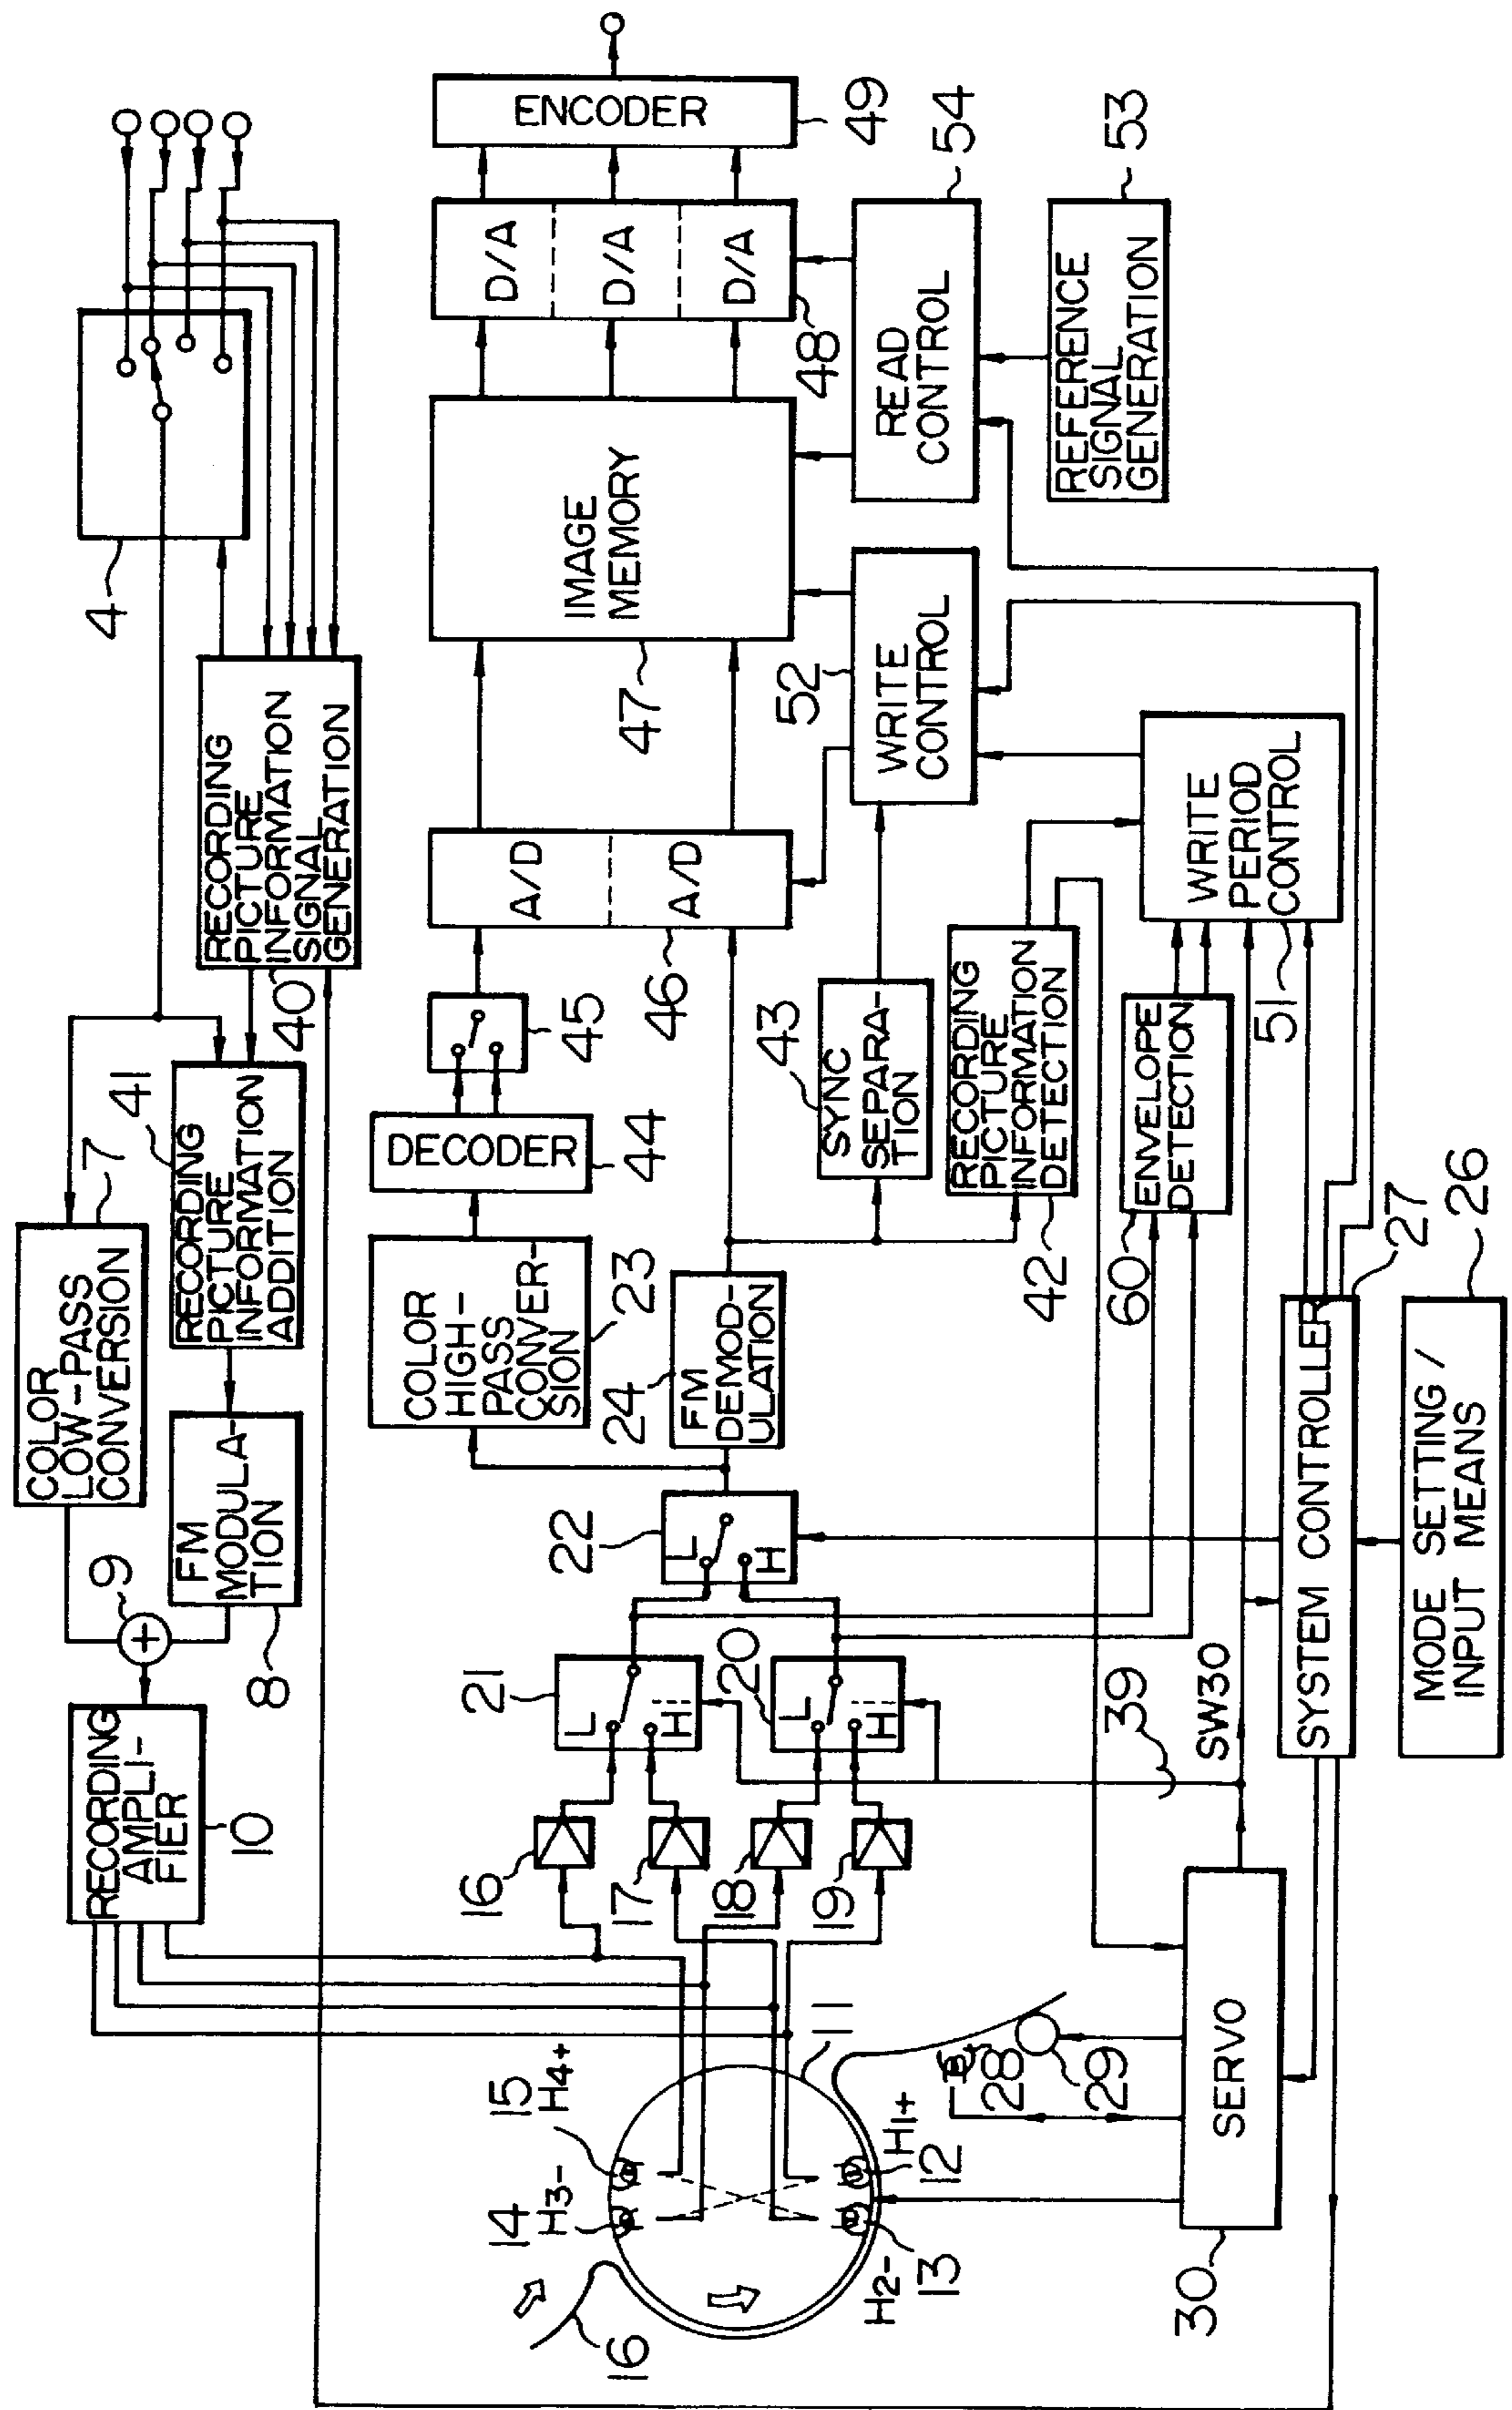 4
RECORDING
PICTURE
INFORMATION
SIGNAL
GENERATION
40
COLOR
LOW-PASS
CONVERSION
7
RECORDING
PICTURE
INFORMATION
ADDITION
41
FM
MODULA-
TION
8
9
+
RECORDING
AMPLI-
FIER
10
ENCODER
49
D/A
D/A
D/A
48
IMAGE
MEMORY
47
A/D
A/D
46
45
DECODER
44
COLOR
HIGH-
PASS
CONVER-
SION
23
FM
DEMOD-
ULATION
24
L
H
22
L
H
21
L
H
20
16
17
18
19
READ
CONTROL
54
REFERENCE
SIGNAL
GENERATION
53
WRITE
CONTROL
52
SYNC
SEPARA-
TION
43
RECORDING
PICTURE
INFORMATION
DETECTION
42
WRITE
PERIOD
CONTROL
51
ENVELOPE
DETECTION
60
SYSTEM CONTROLLER
27
MODE SETTING /
INPUT MEANS
26
SW30
39
SERVO
30
28
29
11
15
H4+
14
H3-
H1+
12
H2-
13
16